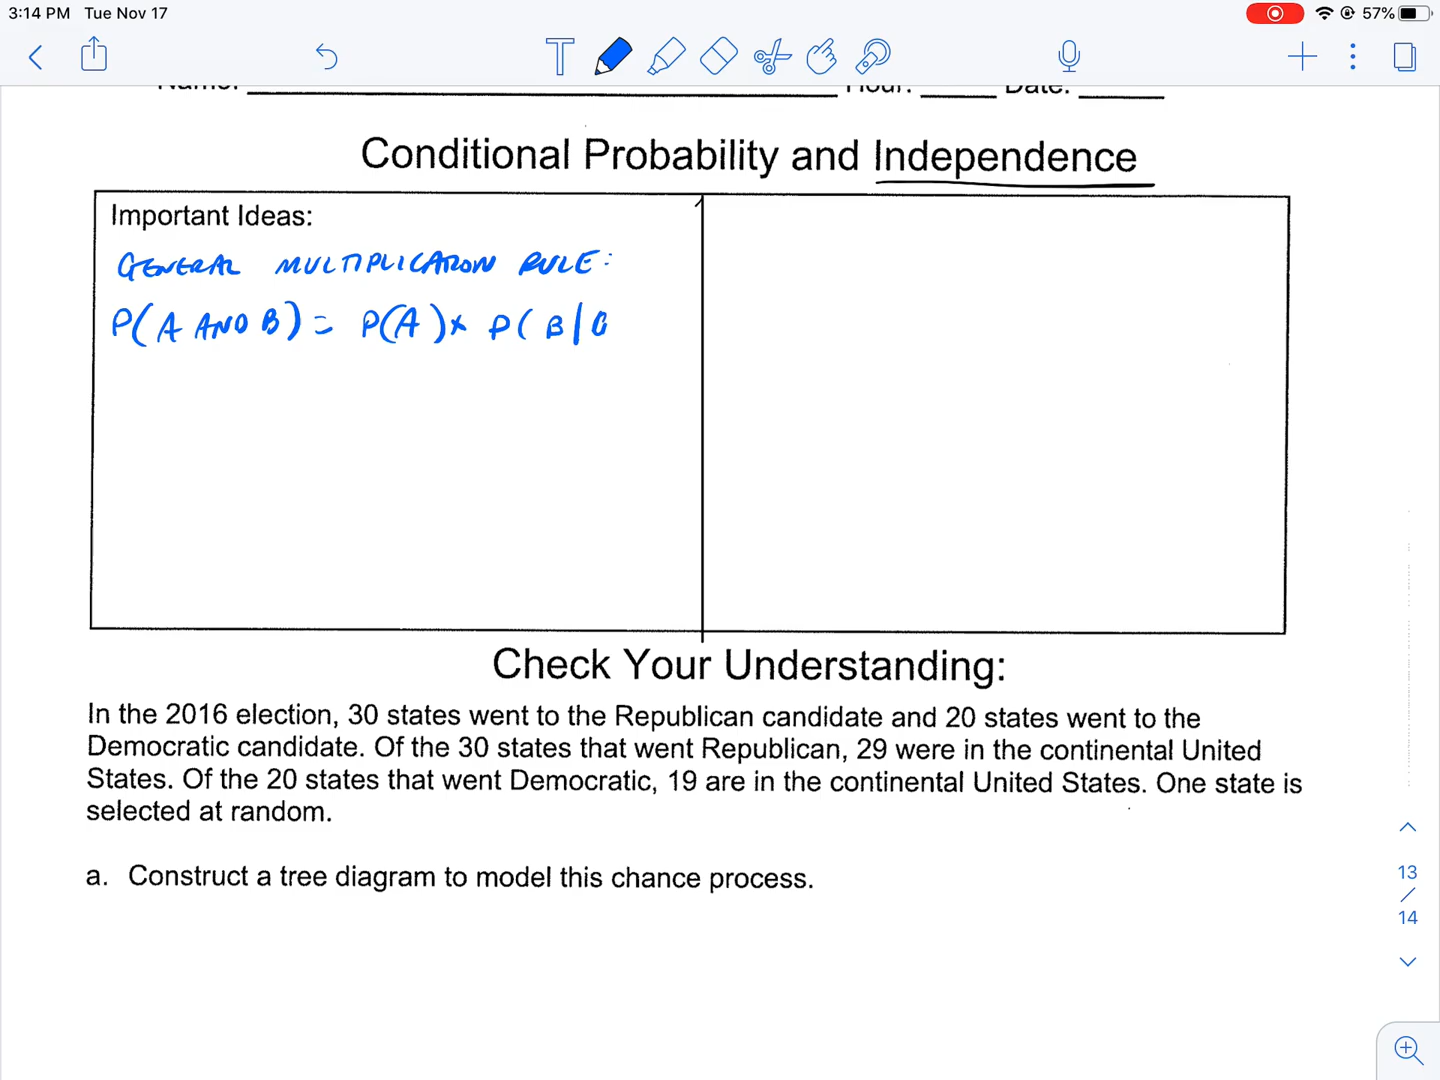 3:14 PM Tue Nov 17 57%
Name: Hour: Date:
Conditional Probability and Independence
Important Ideas:
GENERAL MULTIPLICATION RULE:
P(A AND B) = P(A) × P(B|
Check Your Understanding:
In the 2016 election, 30 states went to the Republican candidate and 20 states went to the
Democratic candidate. Of the 30 states that went Republican, 29 were in the continental United
States. Of the 20 states that went Democratic, 19 are in the continental United States. One state is
selected at random.
a. Construct a tree diagram to model this chance process.
13
/
14